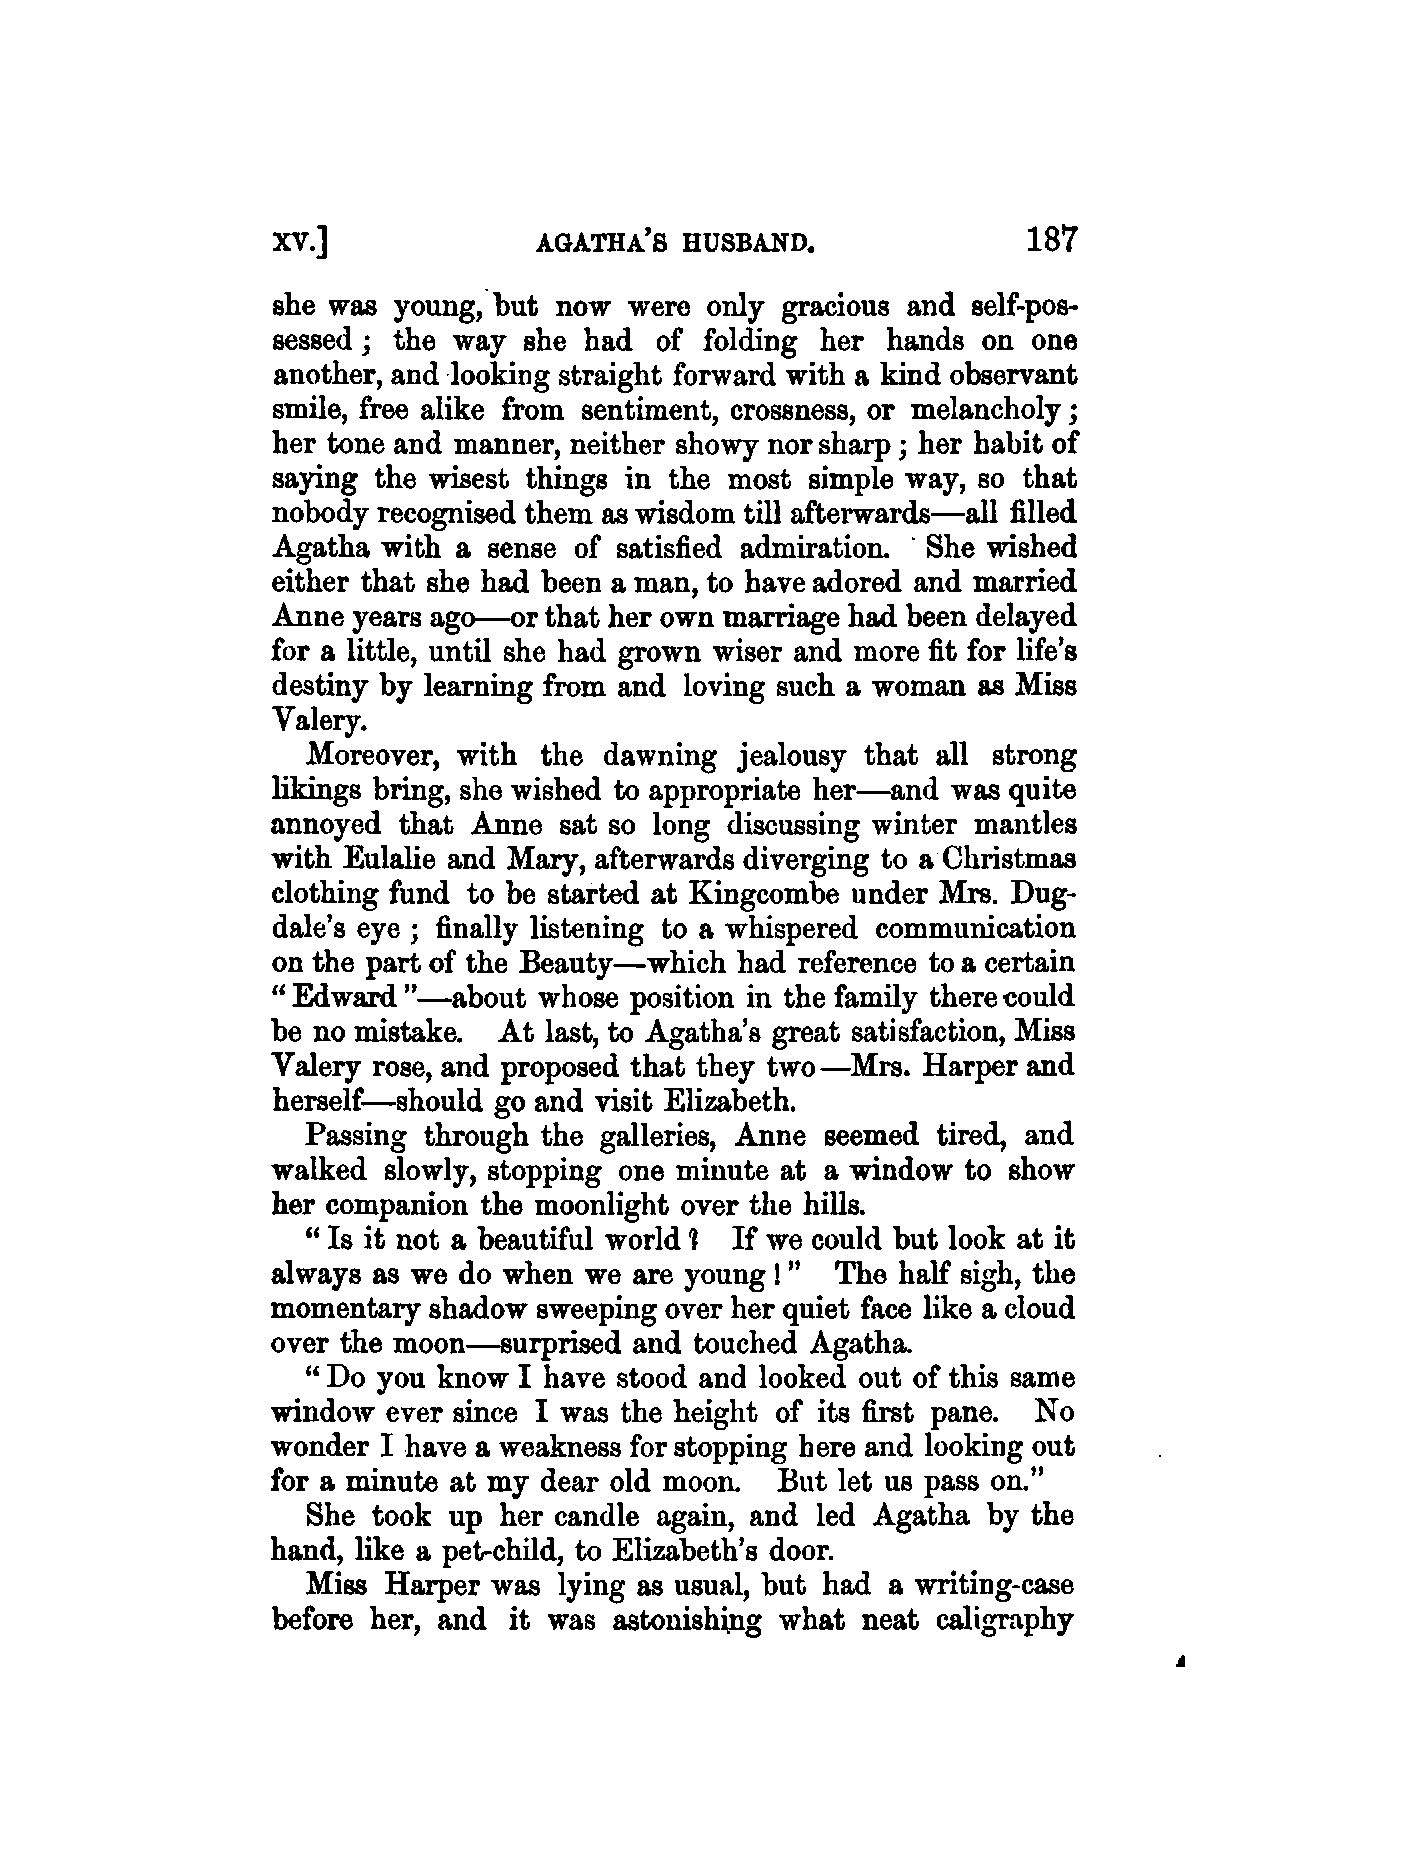 XV.] AGATHA'S HUSBAND. 187
she was young, but now were only gracious and self-pos-
sessed ; the way she had of folding her hands on one
another, and looking straight forward with a kind observant
smile, free alike from sentiment, crossness, or melancholy ;
her tone and manner, neither showy nor sharp ; her habit of
saying the wisest things in the most simple way, so that
nobody recognised them as wisdom till afterwards—all filled
Agatha with a sense of satisfied admiration. She wished
either that she had been a man, to have adored and married
Anne years ago—or that her own marriage had been delayed
for a little, until she had grown wiser and more fit for life's
destiny by learning from and loving such a woman as Miss
Valery.
Moreover, with the dawning jealousy that all strong
likings bring, she wished to appropriate her—and was quite
annoyed that Anne sat so long discussing winter mantles
with Eulalie and Mary, afterwards diverging to a Christmas
clothing fund to be started at Kingcombe under Mrs. Dug-
dale's eye ; finally listening to a whispered communication
on the part of the Beauty—which had reference to a certain
" Edward "—about whose position in the family there could
be no mistake. At last, to Agatha's great satisfaction, Miss
Valery rose, and proposed that they two—Mrs. Harper and
herself—should go and visit Elizabeth.
Passing through the galleries, Anne seemed tired, and
walked slowly, stopping one minute at a window to show
her companion the moonlight over the hills.
" Is it not a beautiful world ? If we could but look at it
always as we do when we are young ! " The half sigh, the
momentary shadow sweeping over her quiet face like a cloud
over the moon—surprised and touched Agatha.
" Do you know I have stood and looked out of this same
window ever since I was the height of its first pane. No
wonder I have a weakness for stopping here and looking out
for a minute at my dear old moon. But let us pass on."
She took up her candle again, and led Agatha by the
hand, like a pet-child, to Elizabeth's door.
Miss Harper was lying as usual, but had a writing-case
before her, and it was astonishing what neat caligraphy